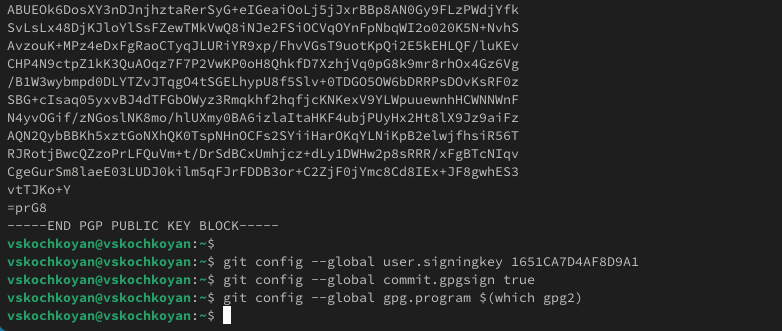 ABUEOk6DosXY3nDJnjhztaRerSyG+eIGeaiOoLj5jJxrBBp8AN0Gy9FLzPWdjYfk
SvLsLx48DjKJloYlSsFZewTMkVwQ8iNJe2FSiOCVqOYnFpNbqWI2o020K5N+NvhS
AvzouK+MPz4eDxFgRaoCTyqJLURiYR9xp/FhvVGsT9uotKpQi2E5kEHLQF/luKEv
CHP4N9ctpZ1kK3QuAOqz7F7P2VwKP0oH8QhkfD7XzhjVq0pG8k9mr8rhOx4Gz6Vg
/B1W3wybmpd0DLYTZvJTqgO4tSGELhypU8f5Slv+0TDGO5OW6bDRRPsDOvKsRF0z
SBG+cIsaq05yxvBJ4dTFGbOWyz3Rmqkhf2hqfjcKNKexV9YLWpuuewnhHCWNNWnF
N4yvOGif/zNGoslNK8mo/hlUXmy0BA6izlaItaHKF4ubjPUyHx2Ht8lX9Jz9aiFz
AQN2QybBBKh5xztGoNXhQK0TspNHnOCFs2SYiiHarOKqYLNiKpB2elwjfhsiR56T
RJRotjBwcQZzoPrLFQuVm+t/DrSdBCxUmhjcz+dLy1DWHw2p8sRRR/xFgBTcNIqv
CgeGurSm8laeE03LUDJ0kilm5qFJrFDDB3or+C2ZjF0jYmc8Cd8IEx+JF8gwhES3
vtTJKo+Y
=prG8
-----END PGP PUBLIC KEY BLOCK-----
vskochkoyan@vskochkoyan:~$
vskochkoyan@vskochkoyan:~$ git config --global user.signingkey 1651CA7D4AF8D9A1
vskochkoyan@vskochkoyan:~$ git config --global commit.gpgsign true
vskochkoyan@vskochkoyan:~$ git config --global gpg.program $(which gpg2)
vskochkoyan@vskochkoyan:~$